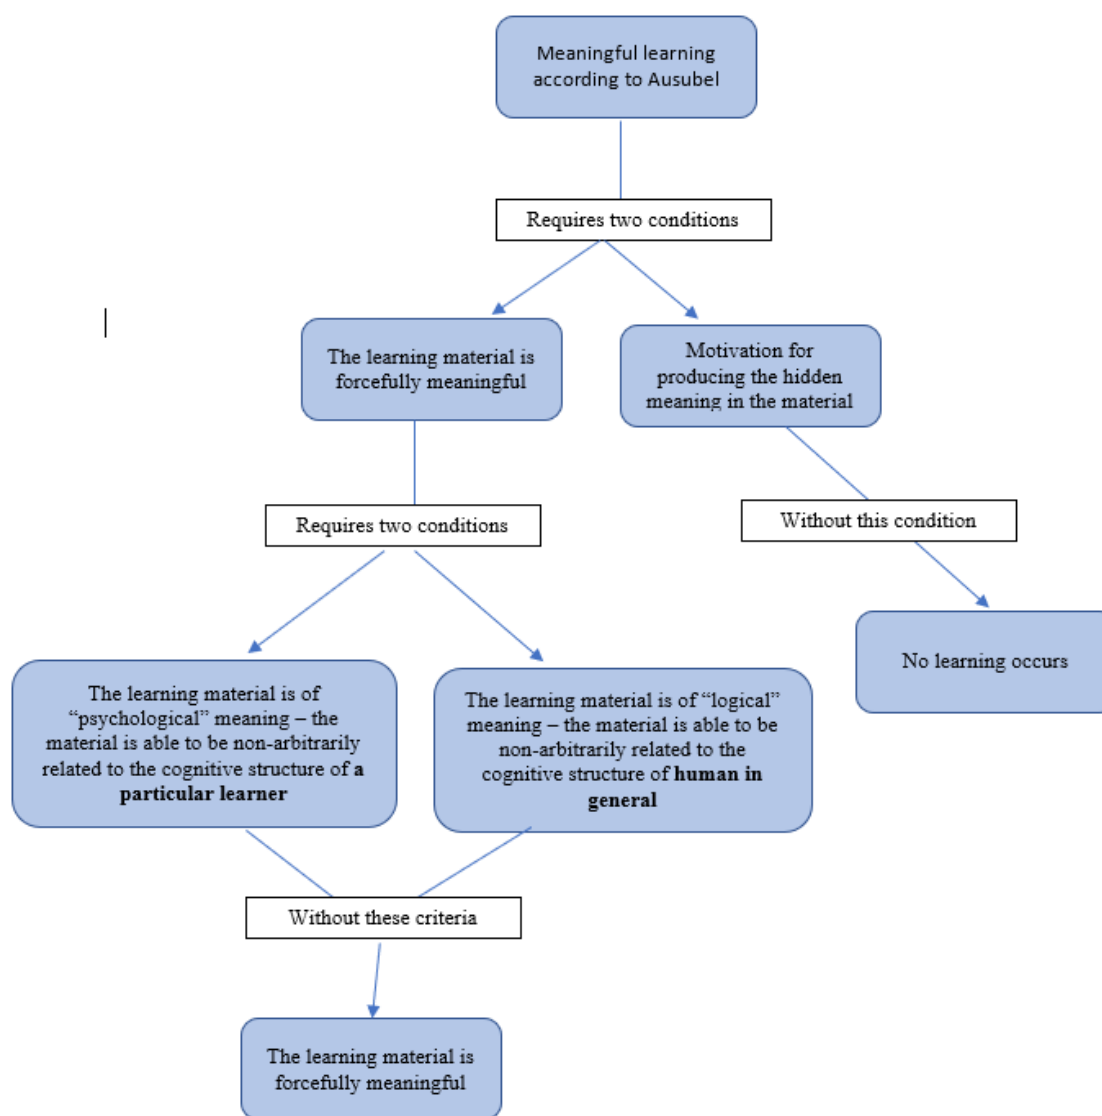 Meaningful learning
according to Ausubel
Requires two conditions
The learning material is
forcefully meaningful
Motivation for
producing the hidden
meaning in the material
Requires two conditions
Without this condition
No learning occurs
The learning material is of
“psychological” meaning – the
material is able to be non-arbitrarily
related to the cognitive structure of a
particular learner
The learning material is of “logical”
meaning – the material is able to be
non-arbitrarily related to the
cognitive structure of human in
general
Without these criteria
The learning material is
forcefully meaningful